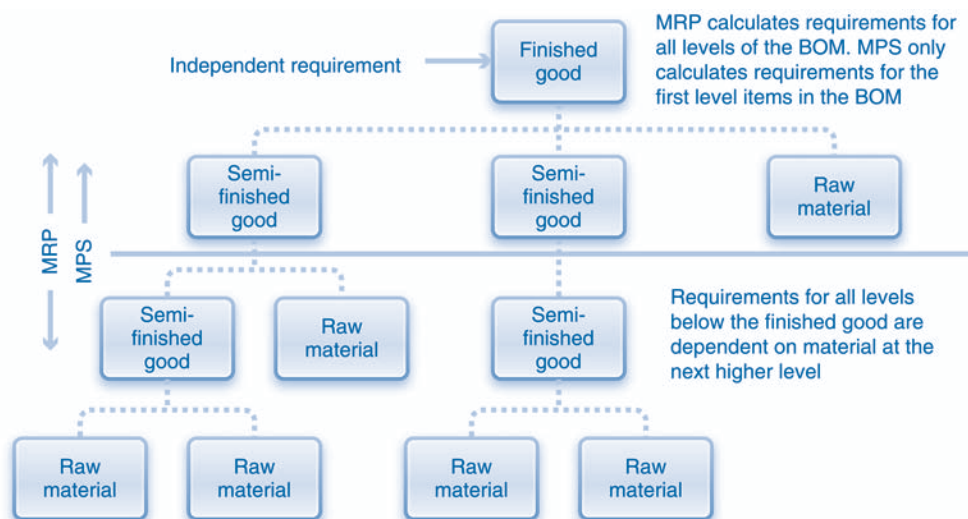 Independent requirement
Finished
good
MRP calculates requirements for
all levels of the BOM. MPS only
calculates requirements for the
first level items in the BOM
MRP
MPS
Semi-
finished
good
Semi-
finished
good
Raw
material
Semi-
finished
good
Raw
material
Semi-
finished
good
Requirements for all levels
below the finished good are
dependent on material at the
next higher level
Raw
material
Raw
material
Raw
material
Raw
material